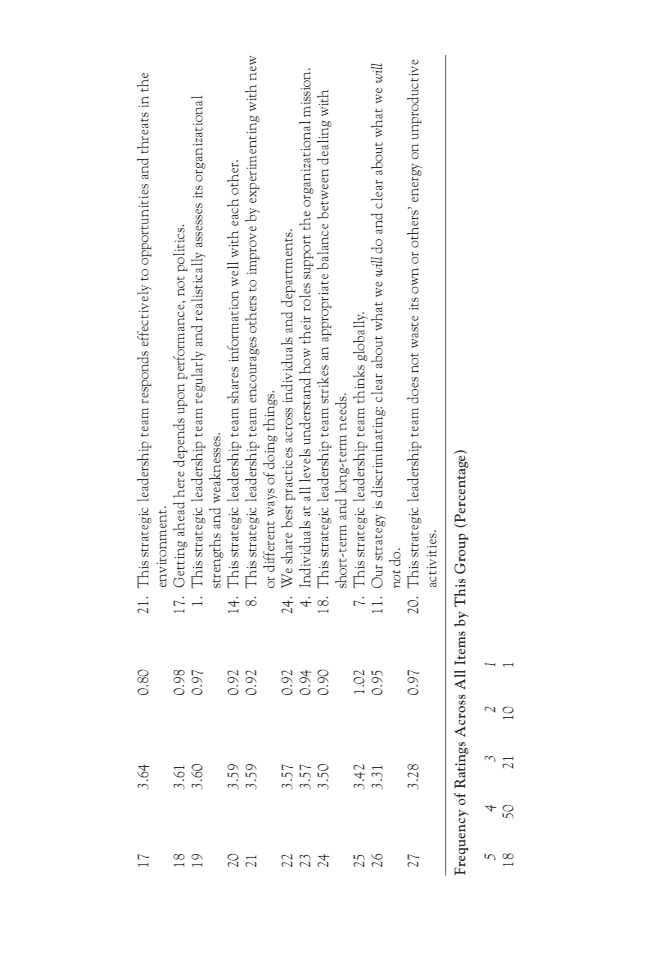 17 3.64 0.80 21. This strategic leadership team responds effectively to opportunities and threats in the
environment.
18 3.61 0.98 17. Getting ahead here depends upon performance, not politics.
19 3.60 0.97 1. This strategic leadership team regularly and realistically assesses its organizational
strengths and weaknesses.
20 3.59 0.92 14. This strategic leadership team shares information well with each other.
21 3.59 0.92 8. This strategic leadership team encourages others to improve by experimenting with new
or different ways of doing things.
22 3.57 0.92 24. We share best practices across individuals and departments.
23 3.57 0.94 4. Individuals at all levels understand how their roles support the organizational mission.
24 3.50 0.90 18. This strategic leadership team strikes an appropriate balance between dealing with
short-term and long-term needs.
25 3.42 1.02 7. This strategic leadership team thinks globally.
26 3.31 0.95 11. Our strategy is discriminating: clear about what we will do and clear about what we will
not do.
27 3.28 0.97 20. This strategic leadership team does not waste its own or others' energy on unproductive
activities.
Frequency of Ratings Across All Items by This Group (Percentage)
5 4 3 2 1
18 50 21 10 1